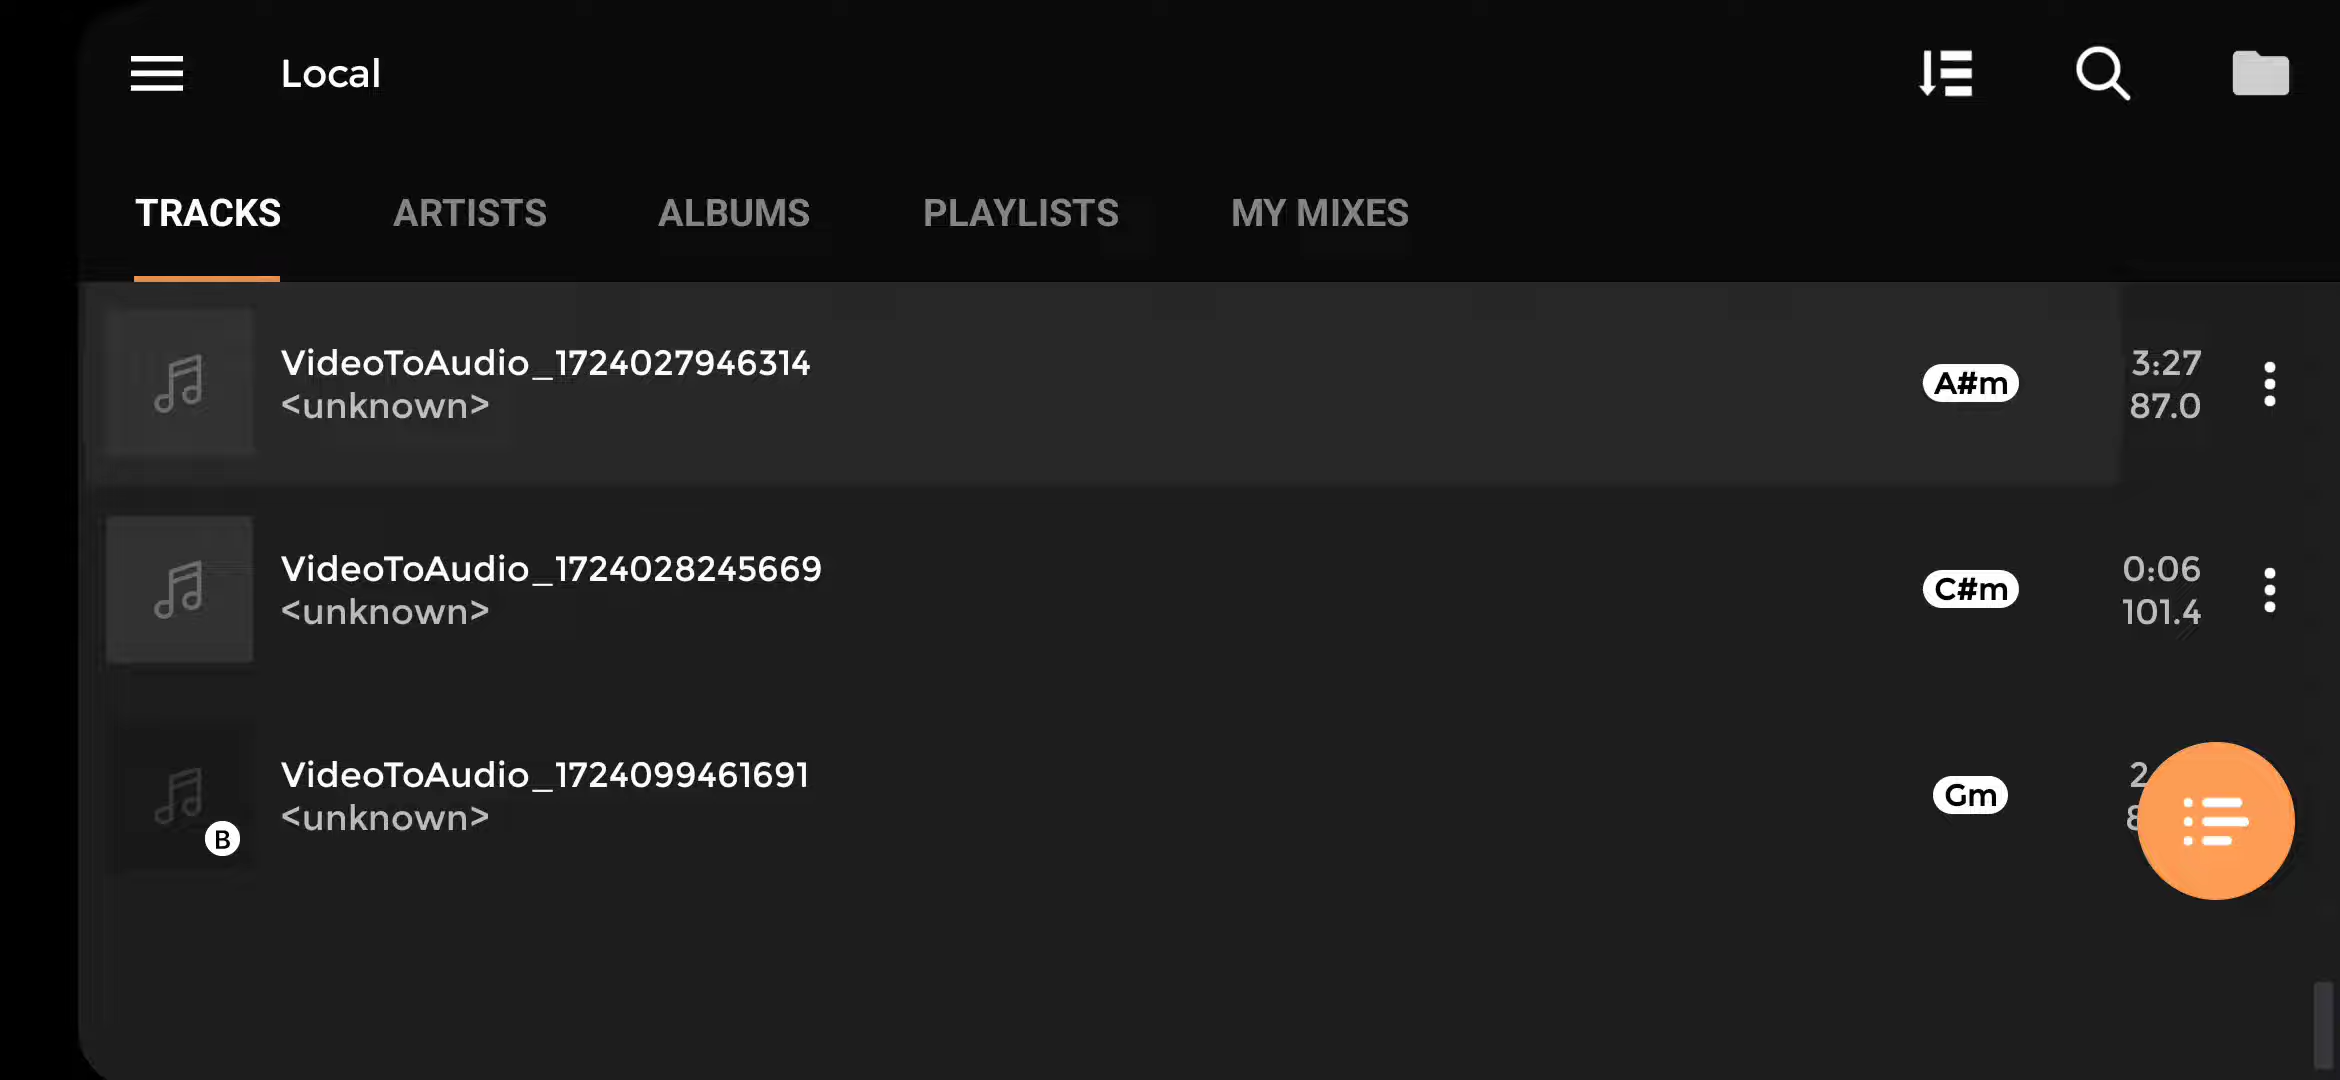 Local
TRACKS ARTISTS ALBUMS PLAYLISTS MY MIXES
VideoToAudio_1724027946314 A#m 3:27
<unknown> 87.0
VideoToAudio_1724028245669 C#m 0:06
<unknown> 101.4
VideoToAudio_1724099461691 Gm
<unknown>
B